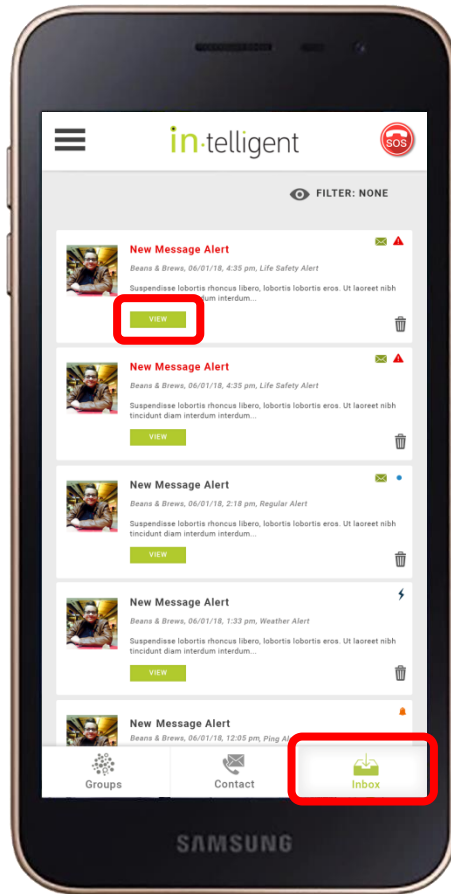 in·telligent
SOS
FILTER: NONE
New Message Alert
Beans & Brews, 06/01/18, 4:35 pm, Life Safety Alert
Suspendisse lobortis rhoncus libero, lobortis lobortis eros. Ut laoreet nibh
dum interdum...
VIEW
New Message Alert
Beans & Brews, 06/01/18, 4:35 pm, Life Safety Alert
Suspendisse lobortis rhoncus libero, lobortis lobortis eros. Ut laoreet nibh
tincidunt diam interdum interdum...
VIEW
New Message Alert
Beans & Brews, 06/01/18, 2:18 pm, Regular Alert
Suspendisse lobortis rhoncus libero, lobortis lobortis eros. Ut laoreet nibh
tincidunt diam interdum interdum...
VIEW
New Message Alert
Beans & Brews, 06/01/18, 1:33 pm, Weather Alert
Suspendisse lobortis rhoncus libero, lobortis lobortis eros. Ut laoreet nibh
tincidunt diam interdum interdum...
VIEW
New Message Alert
Beans & Brews, 06/01/18, 12:05 pm, Ping
Groups
Contact
Inbox
SAMSUNG